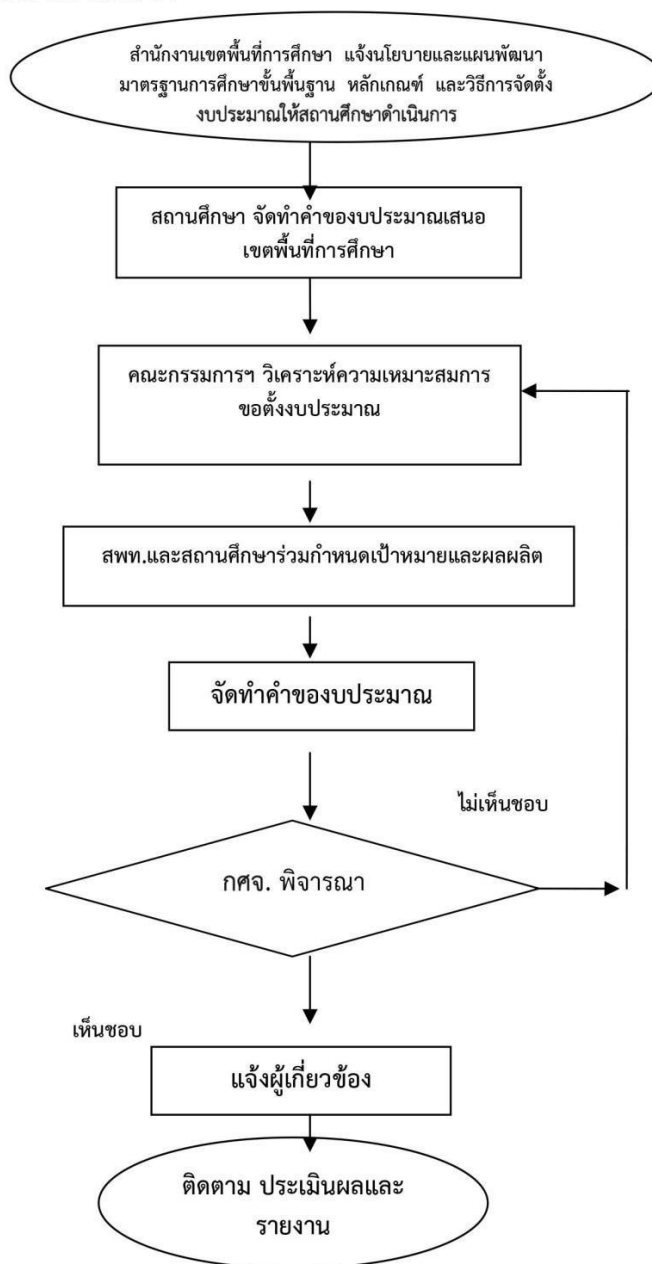 สำนักงานเขตพื้นที่การศึกษา แจ้งนโยบายและแผนพัฒนา
มาตรฐานการศึกษาขั้นพื้นฐาน หลักเกณฑ์ และวิธีการจัดตั้ง
งบประมาณให้สถานศึกษาดำเนินการ
สถานศึกษา จัดทำคำของบประมาณเสนอ
เขตพื้นที่การศึกษา
คณะกรรมการฯ วิเคราะห์ความเหมาะสมการ
ขอตั้งงบประมาณ
สพท.และสถานศึกษาร่วมกำหนดเป้าหมายและผลผลิต
จัดทำคำของบประมาณ
ไม่เห็นชอบ
กศจ. พิจารณา
เห็นชอบ
แจ้งผู้เกี่ยวข้อง
ติดตาม ประเมินผลและ
รายงาน